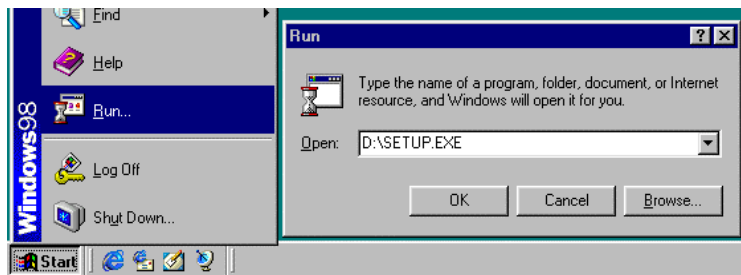 Find
Help
Run...
Log Off
Shut Down...
Windows98
Start
Run
Type the name of a program, folder, document, or Internet
resource, and Windows will open it for you.
Open:
D:\SETUP.EXE
OK
Cancel
Browse...